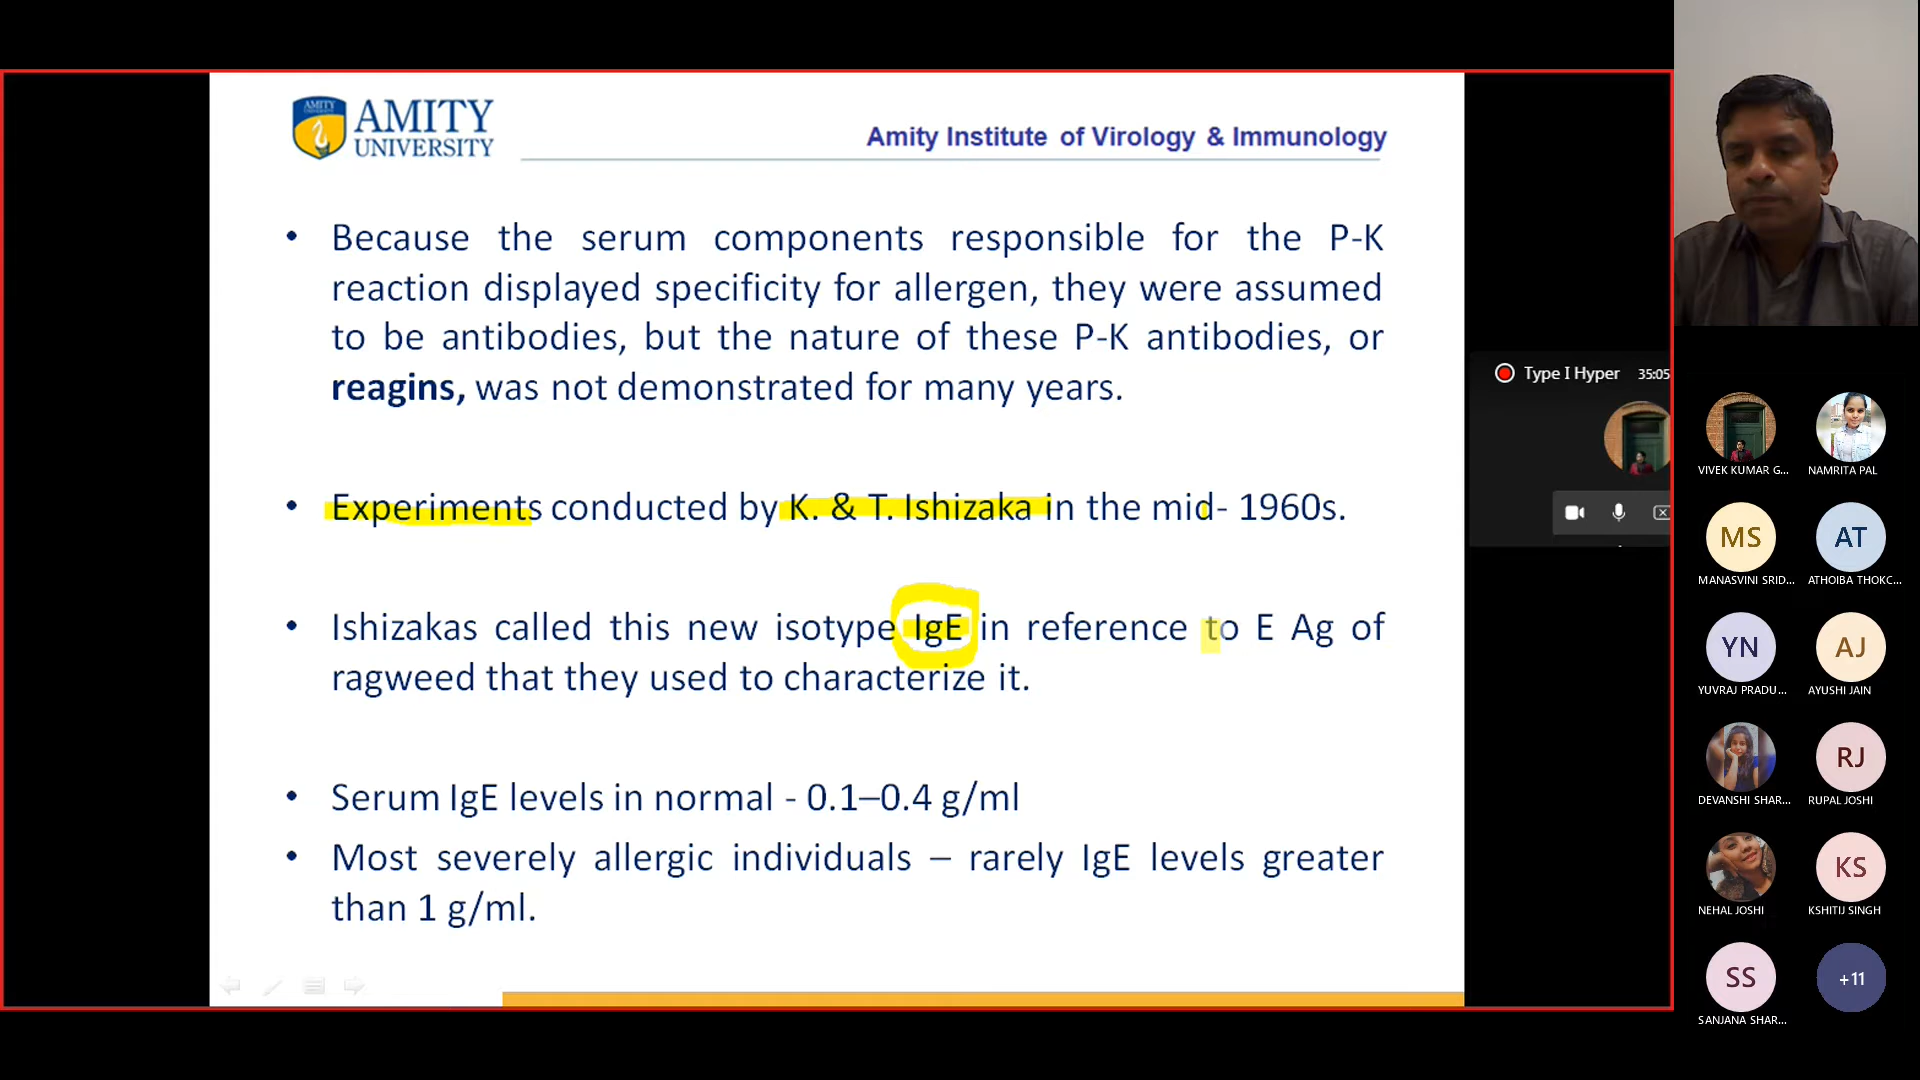 AMITY
AMITY
UNIVERSITY
Amity Institute of Virology & Immunology
• Because the serum components responsible for the P-K
reaction displayed specificity for allergen, they were assumed
to be antibodies, but the nature of these P-K antibodies, or
reagins, was not demonstrated for many years.
• Experiments conducted by K. & T. Ishizaka in the mid- 1960s.
• Ishizakas called this new isotype IgE in reference to E Ag of
ragweed that they used to characterize it.
• Serum IgE levels in normal - 0.1–0.4 g/ml
• Most severely allergic individuals – rarely IgE levels greater
than 1 g/ml.
Type I Hyper 35:05
VIVEK KUMAR G... NAMRITA PAL
MS AT
MANASVINI SRID... ATHOIBA THOKC...
YN AJ
YUVRAJ PRADU... AYUSHI JAIN
RJ
DEVANSHI SHAR... RUPAL JOSHI
KS
NEHAL JOSHI KSHITIJ SINGH
SS +11
SANJANA SHAR...